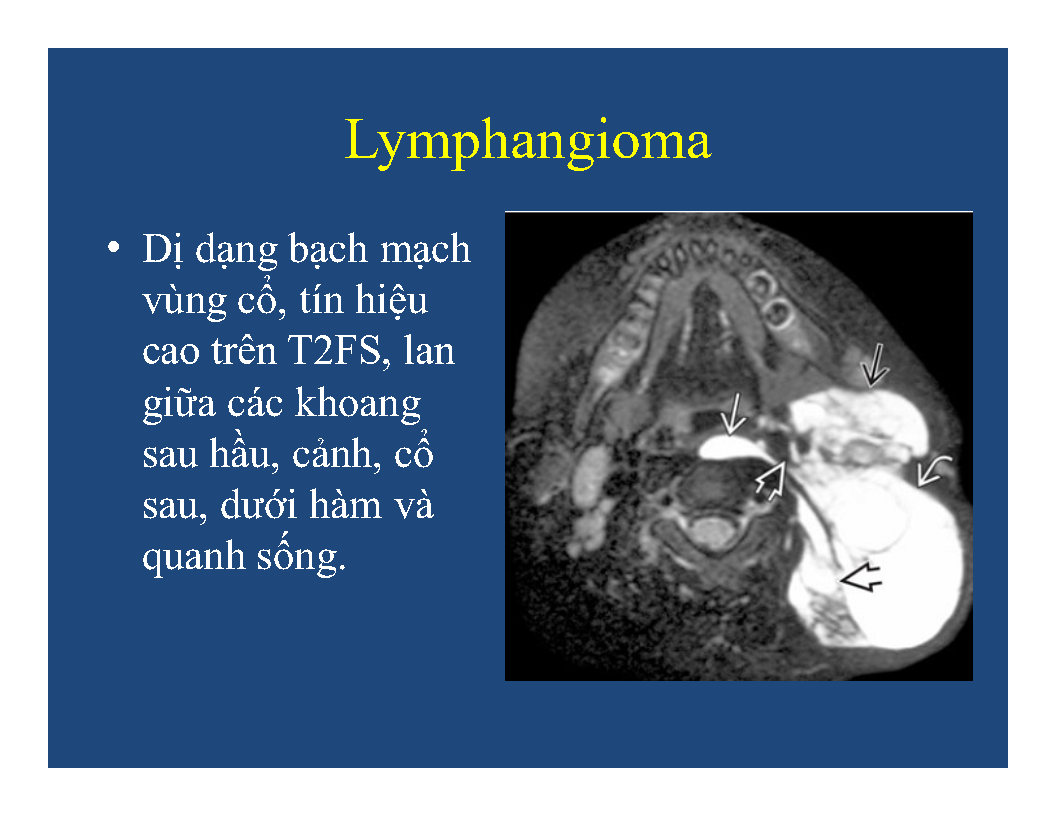 Lymphangioma
• Dị dạng bạch mạch
vùng cổ, tín hiệu
cao trên T2FS, lan
giữa các khoang
sau hầu, cảnh, cổ
sau, dưới hàm và
quanh sống.